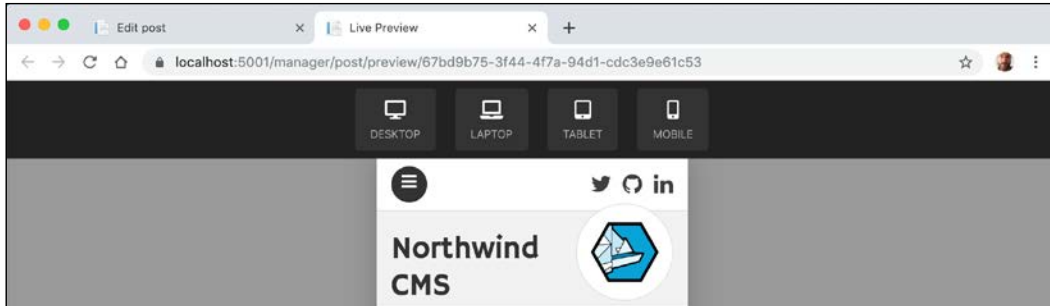 Edit post
Live Preview
localhost:5001/manager/post/preview/67bd9b75-3f44-4f7a-94d1-cdc3e9e61c53
DESKTOP LAPTOP TABLET MOBILE
in
Northwind
CMS